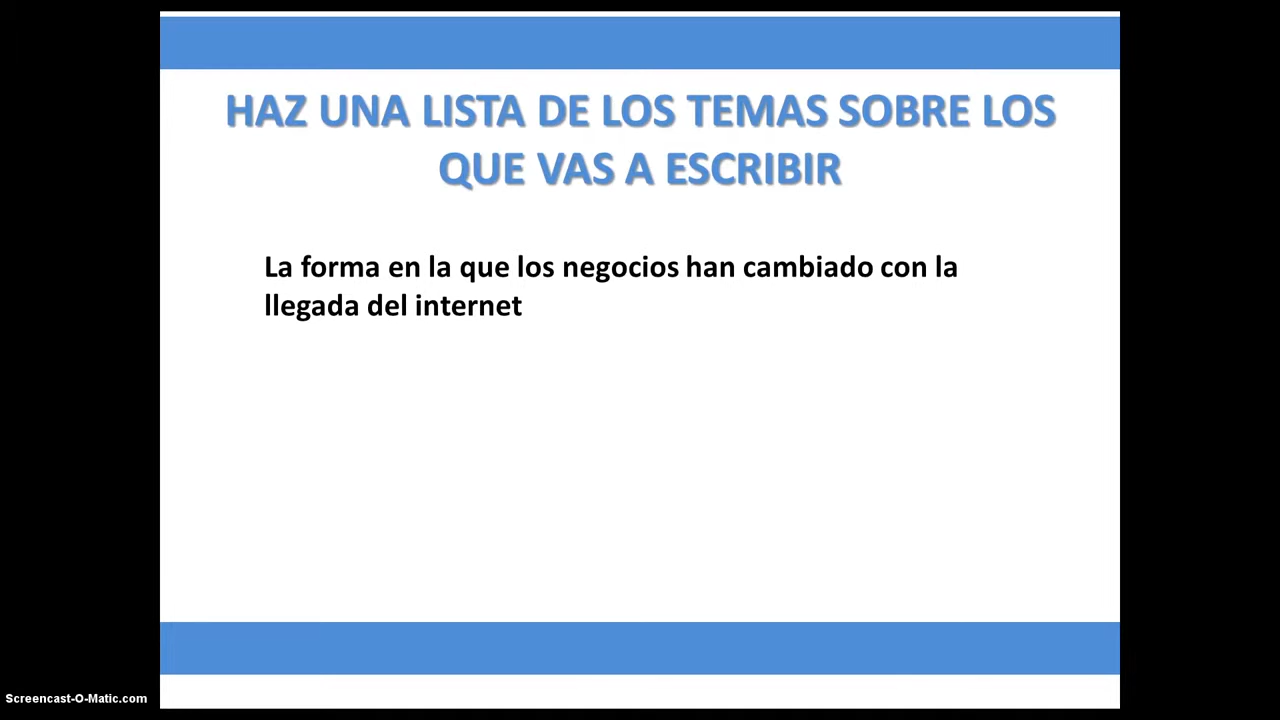 HAZ UNA LISTA DE LOS TEMAS SOBRE LOS
QUE VAS A ESCRIBIR
La forma en la que los negocios han cambiado con la
llegada del internet
Screencast-O-Matic.com